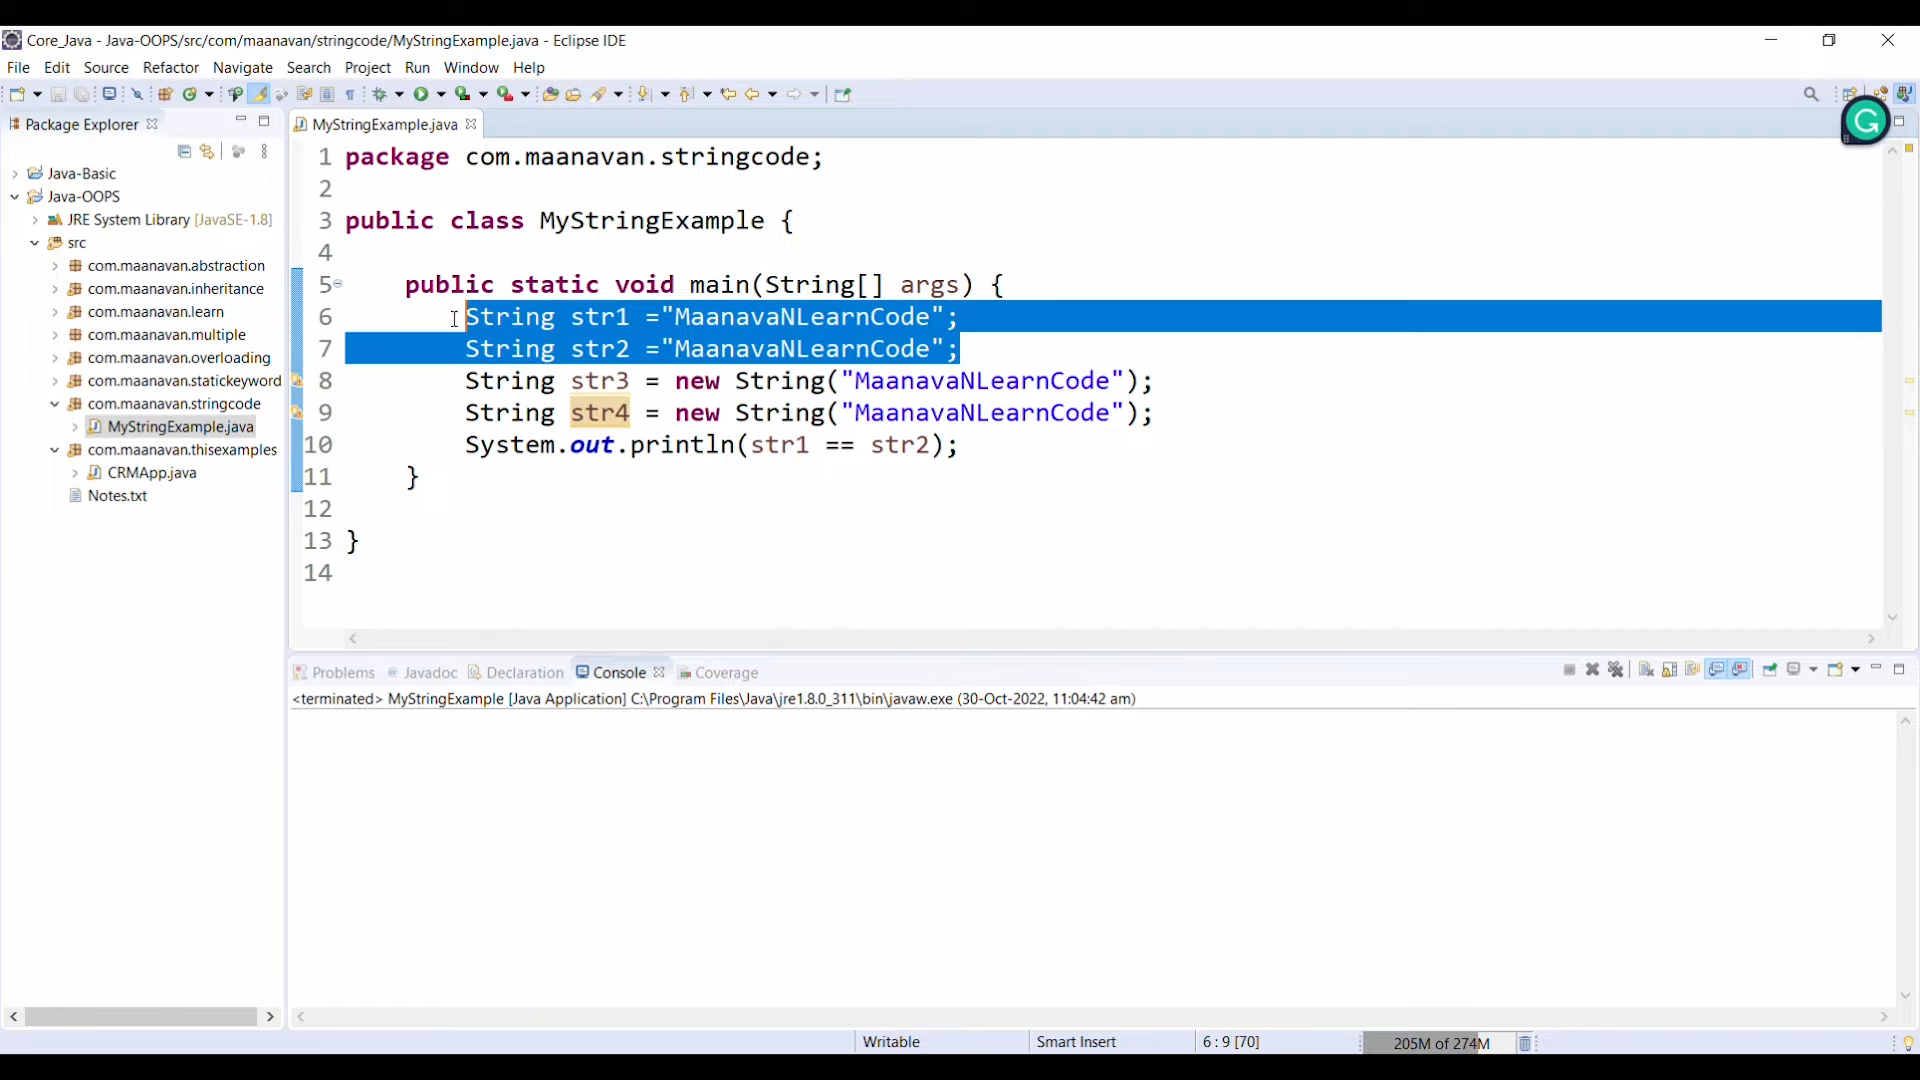 Core_Java - Java-OOPS/src/com/maanavan/stringcode/MyStringExample.java - Eclipse IDE
File Edit Source Refactor Navigate Search Project Run Window Help
Package Explorer
Java-Basic
Java-OOPS
JRE System Library [JavaSE-1.8]
src
com.maanavan.abstraction
com.maanavan.inheritance
com.maanavan.learn
com.maanavan.multiple
com.maanavan.overloading
com.maanavan.statickeyword
com.maanavan.stringcode
MyStringExample.java
com.maanavan.thisexamples
CRMApp.java
Notes.txt
MyStringExample.java
1 package com.maanavan.stringcode;
2
3 public class MyStringExample {
4
5 public static void main(String[] args) {
6 String str1 ="MaanavaNLearnCode";
7 String str2 ="MaanavaNLearnCode";
8 String str3 = new String("MaanavaNLearnCode");
9 String str4 = new String("MaanavaNLearnCode");
10 System.out.println(str1 == str2);
11 }
12
13 }
14
Problems Javadoc Declaration Console Coverage
<terminated> MyStringExample [Java Application] C:\Program Files\Java\jre1.8.0_311\bin\javaw.exe (30-Oct-2022, 11:04:42 am)
Writable Smart Insert 6 : 9 [70] 205M of 274M